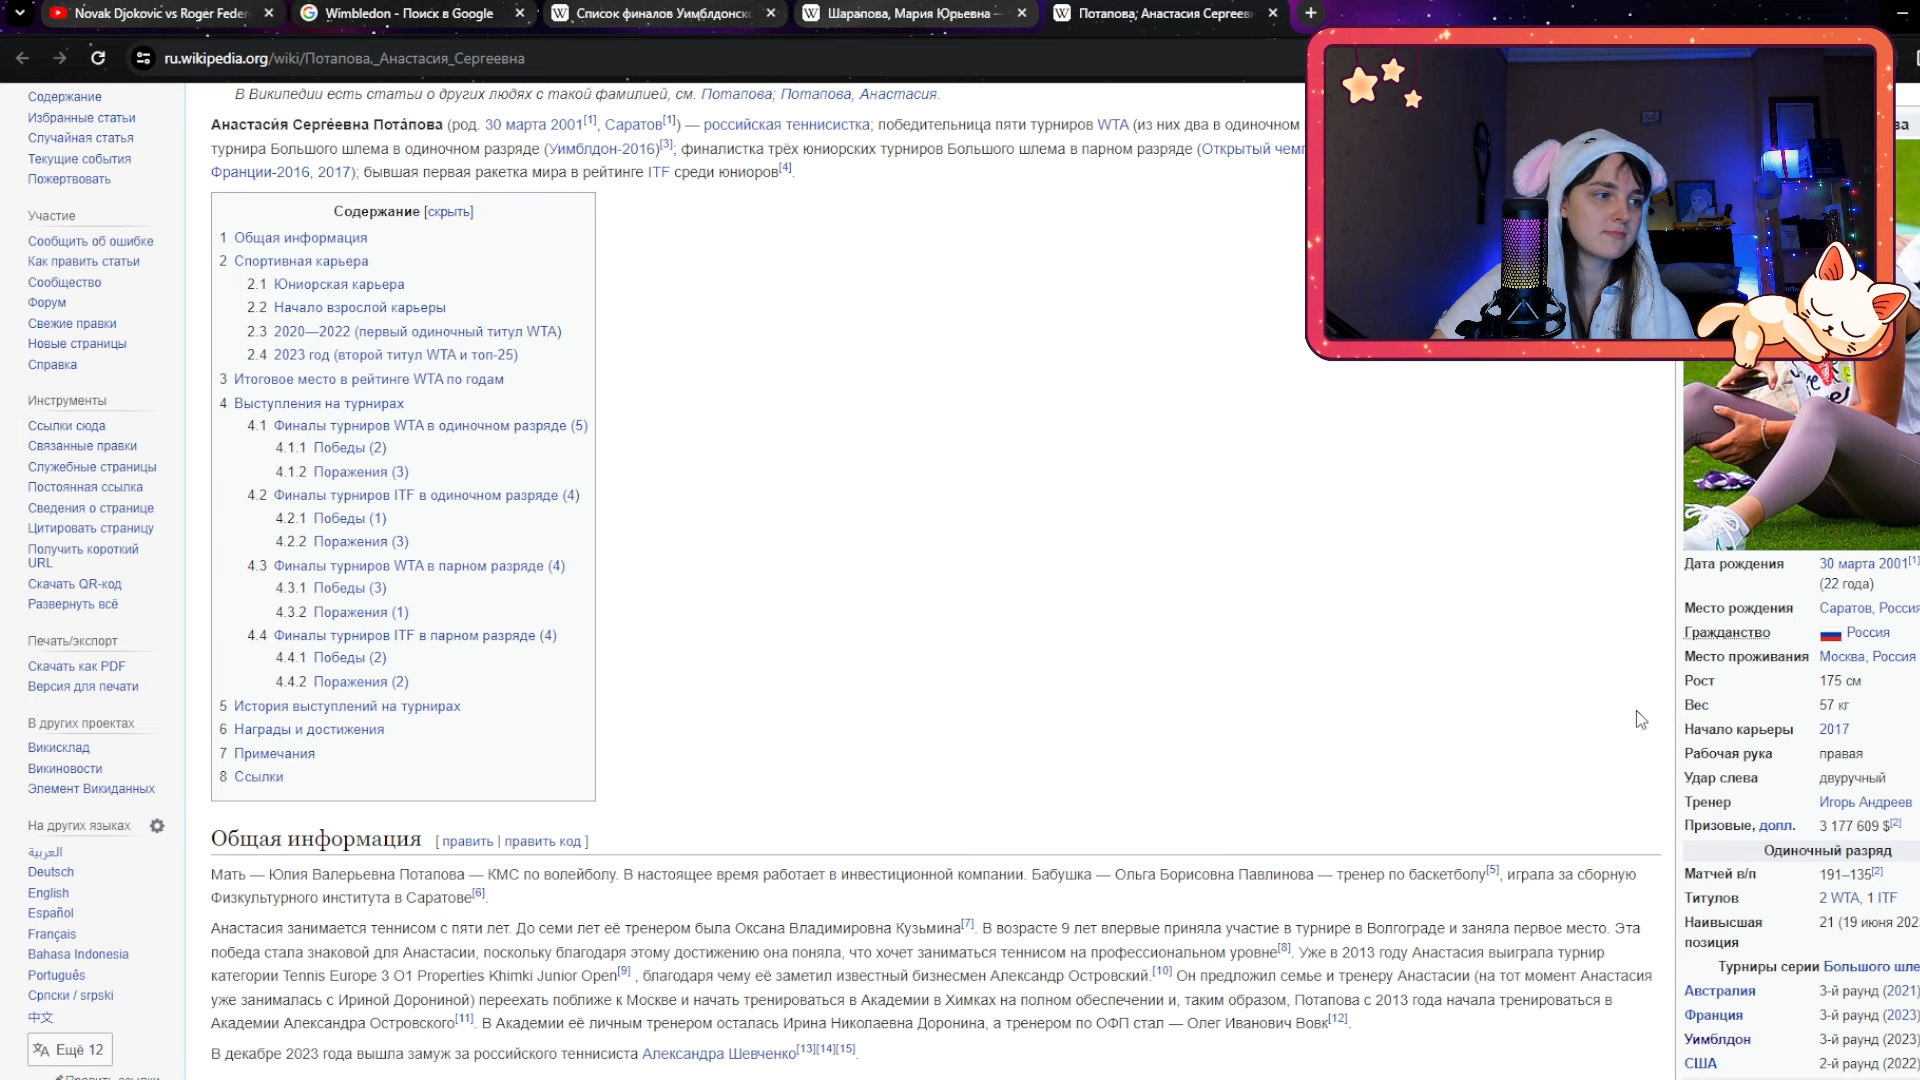 Novak Djokovic vs Roger Feder
Wimbledon - Поиск в Google
Список финалов Уимблдонск
Шарапова, Мария Юрьевна —
Потапова, Анастасия Сергеевн
ru.wikipedia.org/wiki/Потапова,_Анастасия_Сергеевна
Содержание
Избранные статьи
Случайная статья
Текущие события
Пожертвовать
Участие
Сообщить об ошибке
Как править статьи
Сообщество
Форум
Свежие правки
Новые страницы
Справка
Инструменты
Ссылки сюда
Связанные правки
Служебные страницы
Постоянная ссылка
Сведения о странице
Цитировать страницу
Получить короткий
URL
Скачать QR-код
Развернуть всё
Печать/экспорт
Скачать как PDF
Версия для печати
В других проектах
Викисклад
Викиновости
Элемент Викиданных
На других языках
العربية
Deutsch
English
Español
Français
Bahasa Indonesia
Português
Српски / srpski
中文
Ещё 12
Править ссылки
В Википедии есть статьи о других людях с такой фамилией, см. Потапова; Потапова, Анастасия.
Анастаси́я Серге́евна Пота́пова (род. 30 марта 2001[1], Саратов[1]) — российская теннисистка; победительница пяти турниров WTA (из них два в одиночном
турнира Большого шлема в одиночном разряде (Уимблдон-2016)[3]; финалистка трёх юниорских турниров Большого шлема в парном разряде (Открытый чемп
Франции-2016, 2017); бывшая первая ракетка мира в рейтинге ITF среди юниоров[4].
Содержание [скрыть]
1 Общая информация
2 Спортивная карьера
2.1 Юниорская карьера
2.2 Начало взрослой карьеры
2.3 2020—2022 (первый одиночный титул WTA)
2.4 2023 год (второй титул WTA и топ-25)
3 Итоговое место в рейтинге WTA по годам
4 Выступления на турнирах
4.1 Финалы турниров WTA в одиночном разряде (5)
4.1.1 Победы (2)
4.1.2 Поражения (3)
4.2 Финалы турниров ITF в одиночном разряде (4)
4.2.1 Победы (1)
4.2.2 Поражения (3)
4.3 Финалы турниров WTA в парном разряде (4)
4.3.1 Победы (3)
4.3.2 Поражения (1)
4.4 Финалы турниров ITF в парном разряде (4)
4.4.1 Победы (2)
4.4.2 Поражения (2)
5 История выступлений на турнирах
6 Награды и достижения
7 Примечания
8 Ссылки
Общая информация [ править | править код ]
Мать — Юлия Валерьевна Потапова — КМС по волейболу. В настоящее время работает в инвестиционной компании. Бабушка — Ольга Борисовна Павлинова — тренер по баскетболу[5], играла за сборную
Физкультурного института в Саратове[6].
Анастасия занимается теннисом с пяти лет. До семи лет её тренером была Оксана Владимировна Кузьмина[7]. В возрасте 9 лет впервые приняла участие в турнире в Волгограде и заняла первое место. Эта
победа стала знаковой для Анастасии, поскольку благодаря этому достижению она поняла, что хочет заниматься теннисом на профессиональном уровне[8]. Уже в 2013 году Анастасия выиграла турнир
категории Tennis Europe 3 O1 Properties Khimki Junior Open[9] , благодаря чему её заметил известный бизнесмен Александр Островский.[10] Он предложил семье и тренеру Анастасии (на тот момент Анастасия
уже занималась с Ириной Дорониной) переехать поближе к Москве и начать тренироваться в Академии в Химках на полном обеспечении и, таким образом, Потапова с 2013 года начала тренироваться в
Академии Александра Островского[11]. В Академии её личным тренером осталась Ирина Николаевна Доронина, а тренером по ОФП стал — Олег Иванович Вовк[12].
В декабре 2023 года вышла замуж за российского теннисиста Александра Шевченко[13][14][15].
ва
Дата рождения 30 марта 2001[1]
(22 года)
Место рождения Саратов, Россия
Гражданство Россия
Место проживания Москва, Россия
Рост 175 см
Вес 57 кг
Начало карьеры 2017
Рабочая рука правая
Удар слева двуручный
Тренер Игорь Андреев
Призовые, долл. 3 177 609 $[2]
Одиночный разряд
Матчей в/п 191–135[2]
Титулов 2 WTA, 1 ITF
Наивысшая 21 (19 июня 202
позиция
Турниры серии Большого шле
Австралия 3-й раунд (2021)
Франция 3-й раунд (2023)
Уимблдон 3-й раунд (2023)
США 2-й раунд (2022)